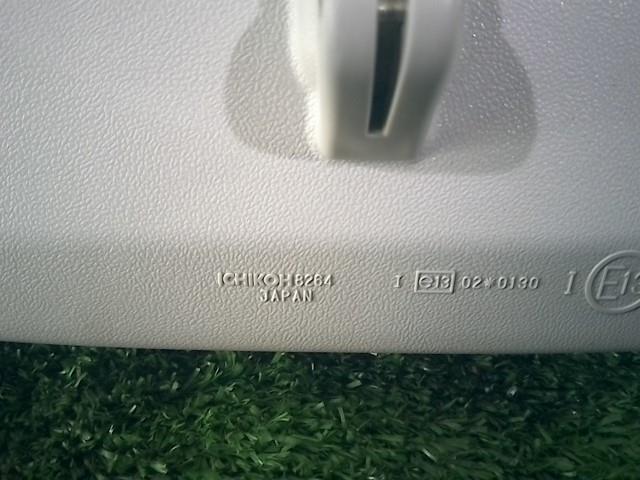 ICHIKOH 8264
JAPAN
I e13 02*0130
I E13